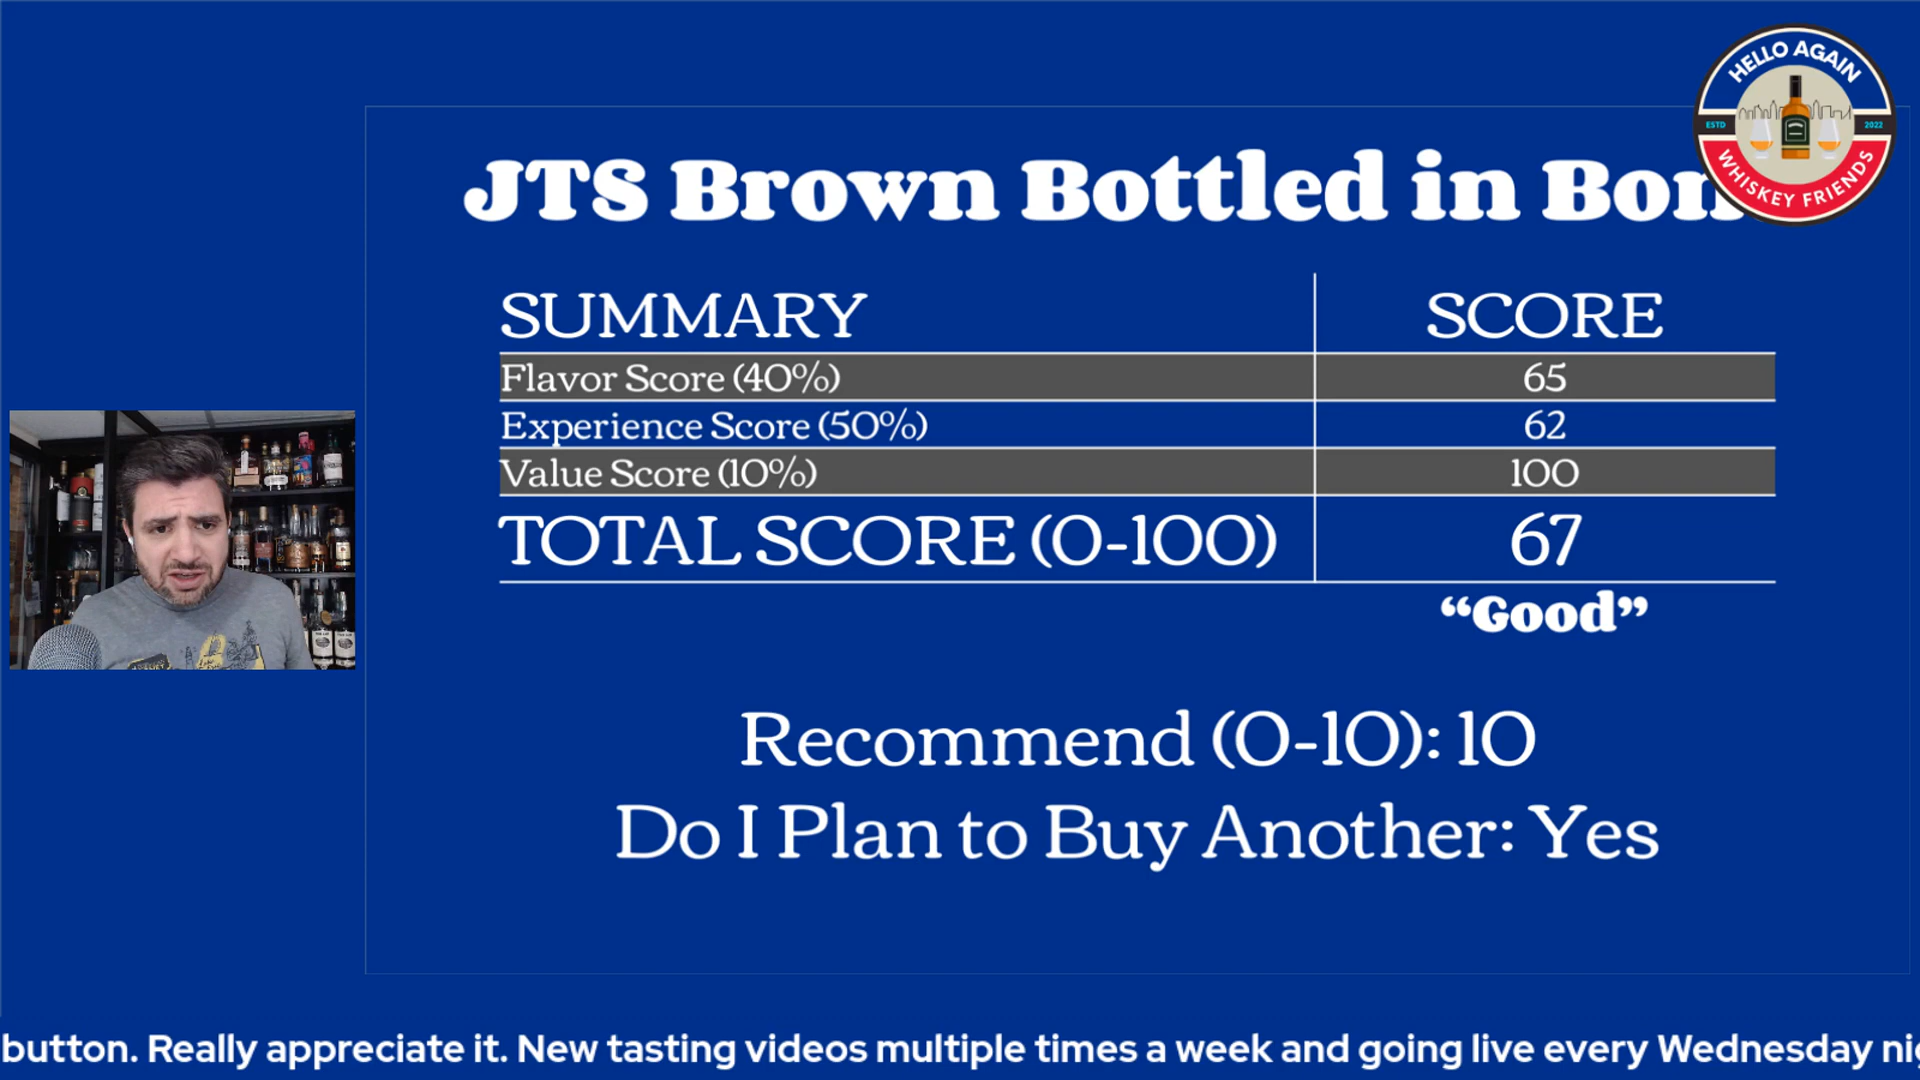 HELLO AGAIN
ESTD
2022
WHISKEY FRIENDS
JTS Brown Bottled in Bon
SUMMARY SCORE
Flavor Score (40%) 65
Experience Score (50%) 62
Value Score (10%) 100
TOTAL SCORE (0-100) 67
“Good”
Recommend (0-10): 10
Do I Plan to Buy Another: Yes
button. Really appreciate it. New tasting videos multiple times a week and going live every Wednesday nig